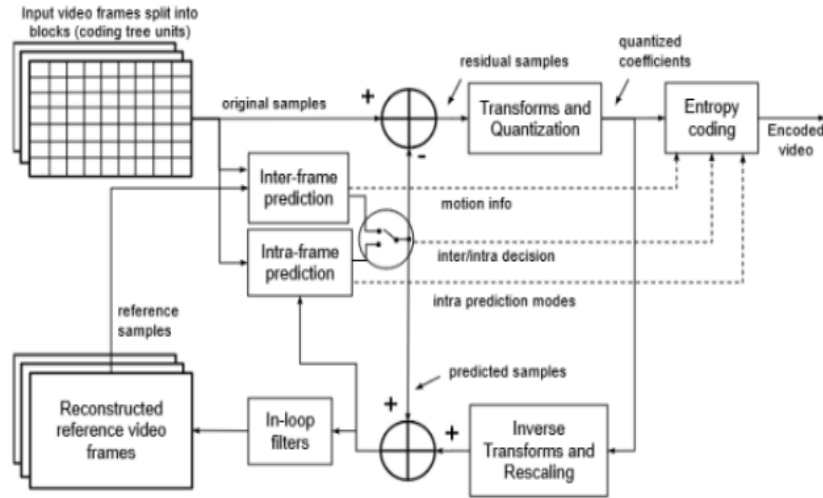 Input video frames split into
blocks (coding tree units)
original samples
+
-
residual samples
quantized
coefficients
Transforms and
Quantization
Entropy
coding
Encoded
video
Inter-frame
prediction
motion info
Intra-frame
prediction
inter/intra decision
intra prediction modes
reference
samples
predicted samples
+
+
Reconstructed
reference video
frames
In-loop
filters
Inverse
Transforms and
Rescaling